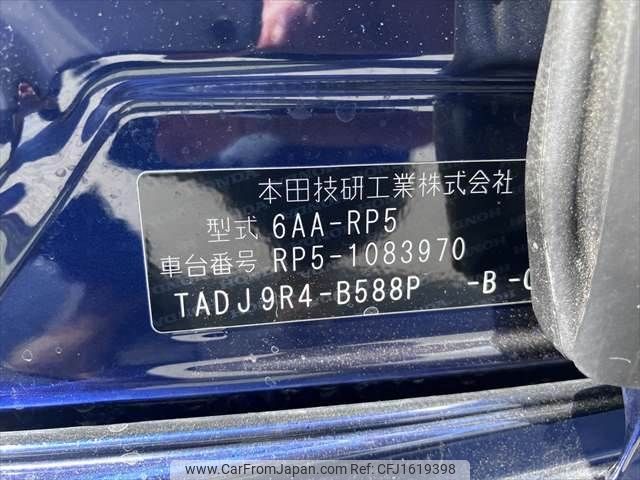 本田技研工業株式会社
型式 6AA-RP5
車台番号 RP5-1083970
TADJ9R4-B588P -B-
www.CarFromJapan.com - Ref no. CFJ1619398